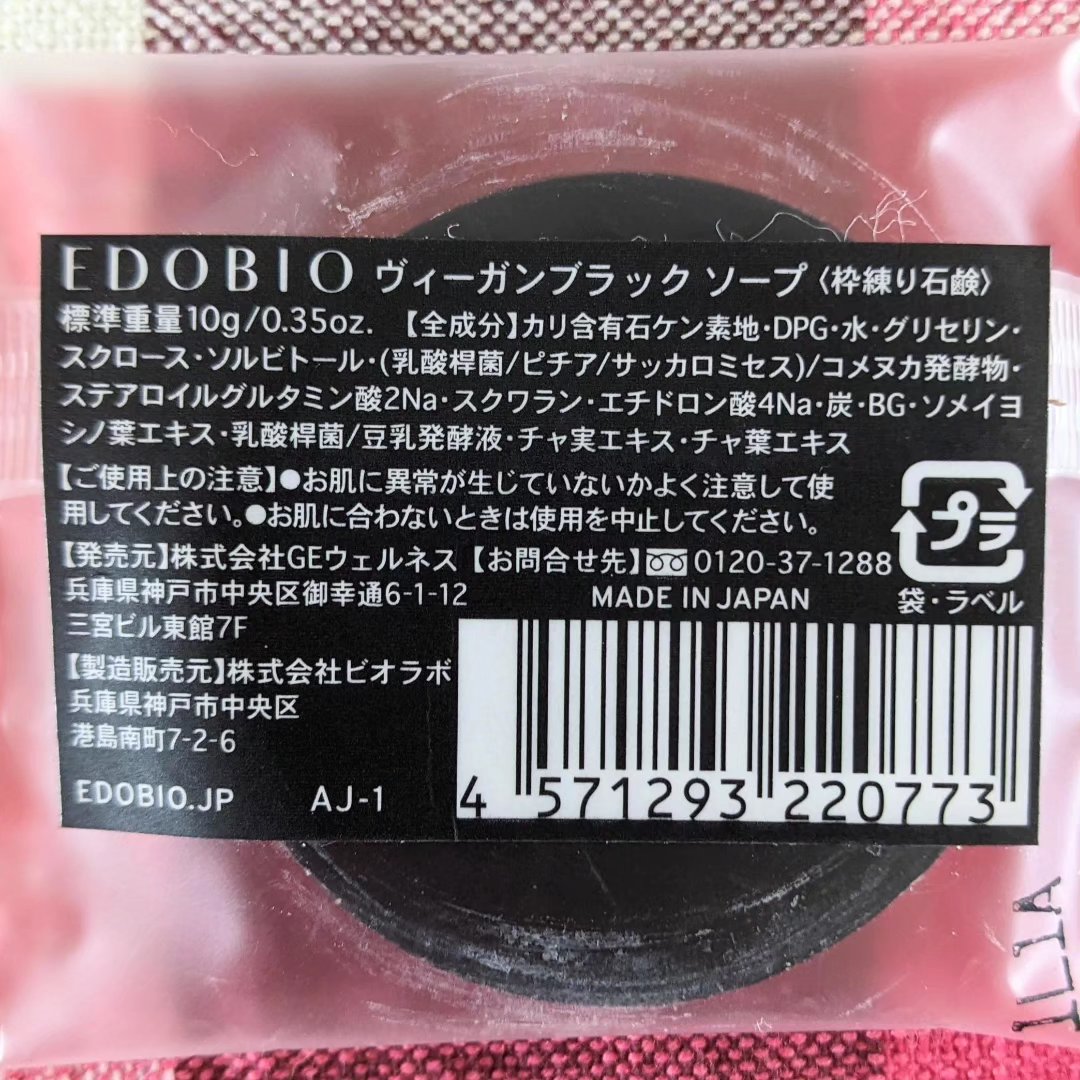 EDOBIO ヴィーガンブラック ソープ〈枠練り石鹸〉
標準重量10g/0.35oz. 【全成分】カリ含有石ケン素地・DPG・水・グリセリン・
スクロース・ソルビトール・(乳酸桿菌/ピチア/サッカロミセス)/コメヌカ発酵物・
ステアロイルグルタミン酸2Na・スクワラン・エチドロン酸4Na・炭・BG・ソメイヨ
シノ葉エキス・乳酸桿菌/豆乳発酵液・チャ実エキス・チャ葉エキス
【ご使用上の注意】●お肌に異常が生じていないかよく注意して使
用してください。●お肌に合わないときは使用を中止してください。
プラ
袋・ラベル
【発売元】株式会社GEウェルネス 【お問合せ先】0120-37-1288
兵庫県神戸市中央区御幸通6-1-12
三宮ビル東館7F
MADE IN JAPAN
【製造販売元】株式会社ビオラボ
兵庫県神戸市中央区
港島南町7-2-6
EDOBIO.JP AJ-1
4 571293 220773